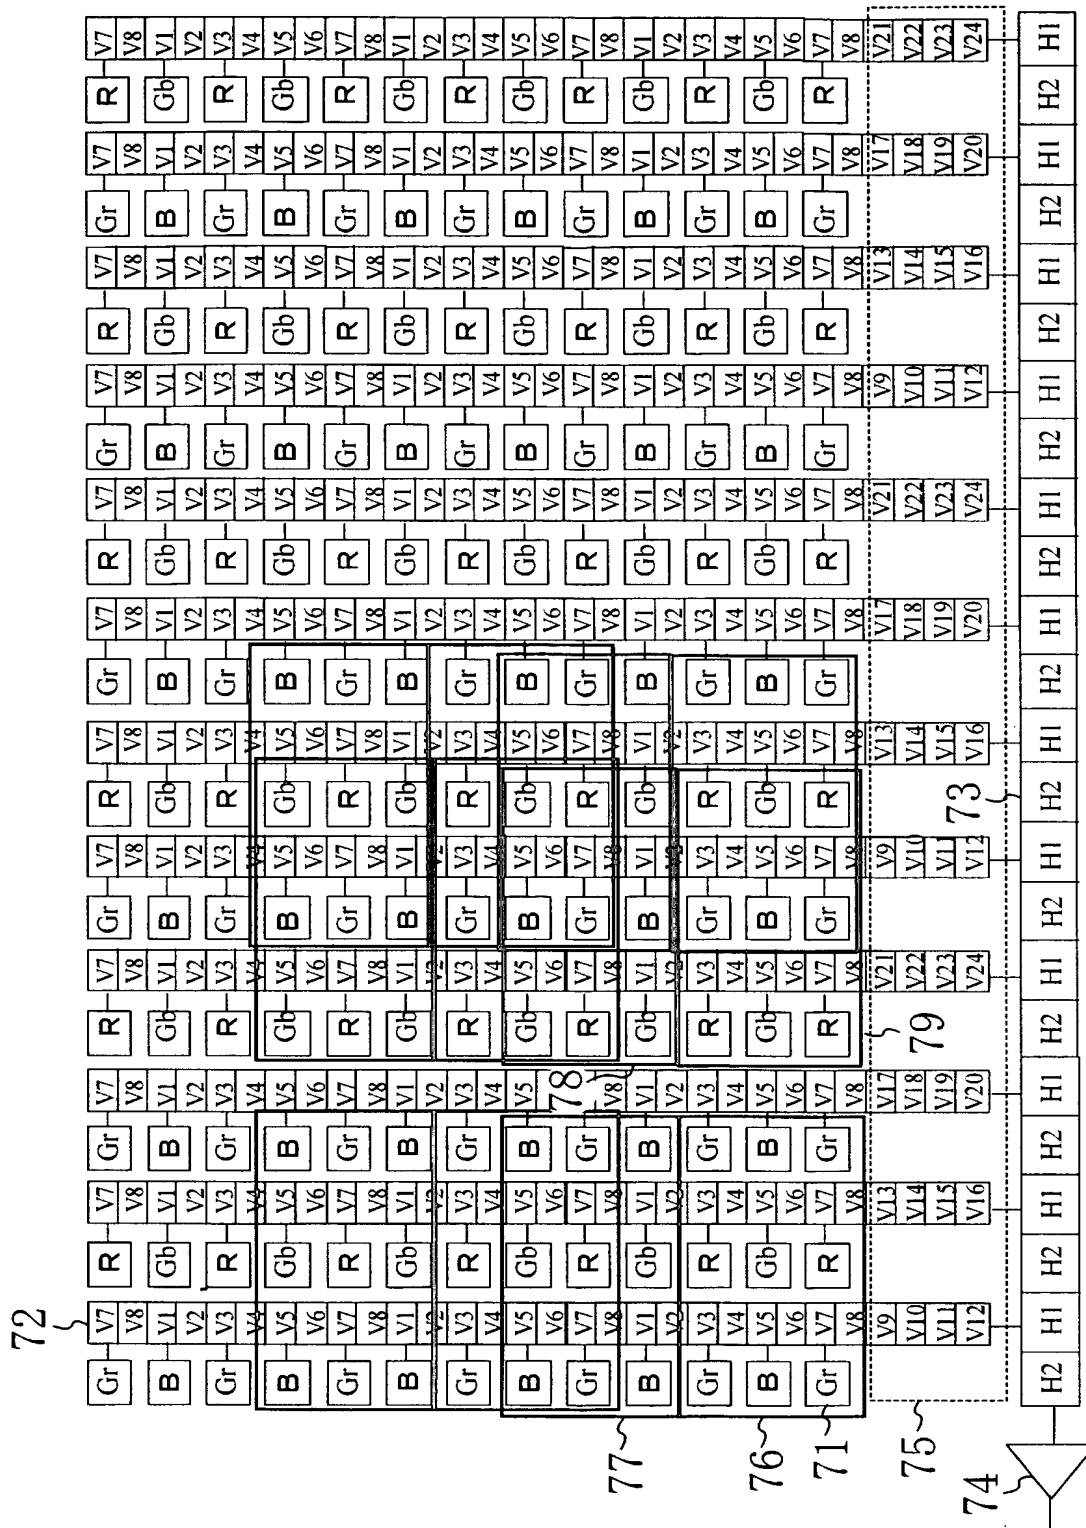 72
Gr V7 R V7 Gr V7 R V7 Gr V7 R V7 Gr V7 R V7 Gr V7 R V7 Gr V7 R V7
V8 V8 V8 V8 V8 V8 V8 V8 V8 V8 V8 V8
B V1 Gb V1 B V1 Gb V1 B V1 Gb V1 B V1 Gb V1 B V1 Gb V1 B V1 Gb V1
V2 V2 V2 V2 V2 V2 V2 V2 V2 V2 V2 V2
Gr V3 R V3 Gr V3 R V3 Gr V3 R V3 Gr V3 R V3 Gr V3 R V3 Gr V3 R V3
V4 V4 V4 V4 V4 V4 V4 V4 V4 V4 V4 V4
B V5 Gb V5 B V5 Gb V5 B V5 Gb V5 B V5 Gb V5 B V5 Gb V5 B V5 Gb V5
V6 V6 V6 V6 V6 V6 V6 V6 V6 V6 V6 V6
Gr V7 R V7 Gr V7 R V7 Gr V7 R V7 Gr V7 R V7 Gr V7 R V7 Gr V7 R V7
V8 V8 V8 V8 V8 V8 V8 V8 V8 V8 V8 V8
B V1 Gb V1 B V1 Gb V1 B V1 Gb V1 B V1 Gb V1 B V1 Gb V1 B V1 Gb V1
V2 V2 V2 V2 V2 V2 V2 V2 V2 V2 V2 V2
Gr V3 R V3 Gr V3 R V3 Gr V3 R V3 Gr V3 R V3 Gr V3 R V3 Gr V3 R V3
V4 V4 V4 V4 V4 V4 V4 V4 V4 V4 V4 V4
B V5 Gb V5 B V5 Gb V5 B V5 Gb V5 B V5 Gb V5 B V5 Gb V5 B V5 Gb V5
V6 V6 78 V6 V6 V6 V6 V6 V6 V6 V6 V6
Gr V7 R V7 Gr R V7 Gr V7 R V7 Gr V7 R V7 Gr V7 R V7 Gr V7 R V7
V8 V8 V8 V8 V8 V8 V8 V8 V8 V8 V8 V8
77
B V1 Gb V1 B V1 Gb V1 B V1 Gb V1 B V1 Gb V1 B V1 Gb V1 B V1 Gb V1
V2 V2 V2 V2 V2 V2 V2 V2 V2 V2 V2 V2
Gr V3 R V3 Gr V3 R V3 Gr V3 R V3 Gr V3 R V3 Gr V3 R V3 Gr V3 R V3
V4 V4 V4 V4 V4 V4 V4 V4 V4 V4 V4 V4
76 B V5 Gb V5 B V5 Gb V5 B V5 Gb V5 B V5 Gb V5 B V5 Gb V5 B V5 Gb V5
V6 V6 V6 V6 V6 V6 V6 V6 V6 V6 V6 V6
71 Gr V7 R V7 Gr V7 R V7 Gr V7 R V7 Gr V7 R V7 Gr V7 R V7 Gr V7 R V7
V8 V8 V8 V8 V8 V8 V8 V8 V8 V8 V8 V8
V9 V13 V17 V21 V9 V13 V17 V21 V9 V13 V17 V21
75 V10 V14 V18 79 V22 V10 V14 V18 V22 V10 V14 V18 V22
V11 V15 V19 V23 V11 V15 V19 V23 V11 V15 V19 V23
V12 V16 V20 V24 V12 V16 V20 V24 V12 V16 V20 V24
74 73
H2 H1 H2 H1 H2 H1 H2 H1 H2 H1 H2 H1 H2 H1 H2 H1 H2 H1 H2 H1 H2 H1 H2 H1